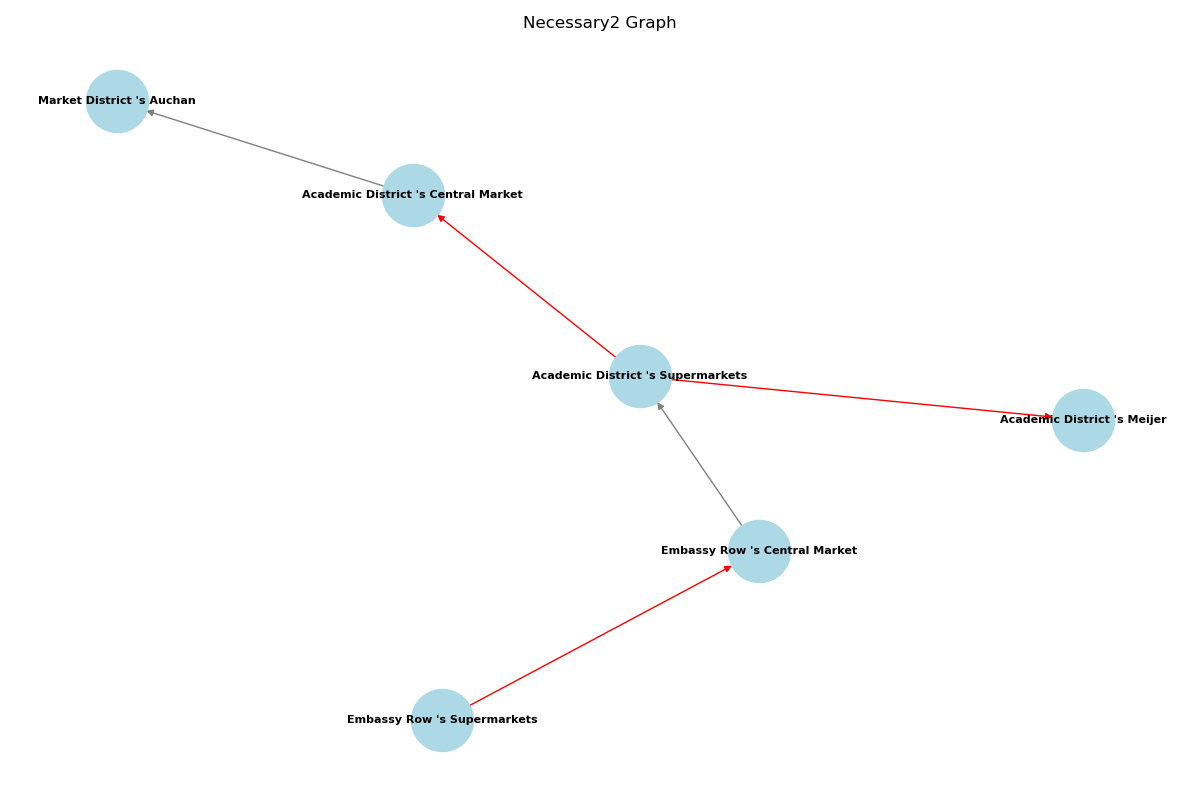 Necessary2 Graph
Market District 's Auchan
Academic District 's Central Market
Academic District 's Supermarkets
Academic District 's Meijer
Embassy Row 's Central Market
Embassy Row 's Supermarkets